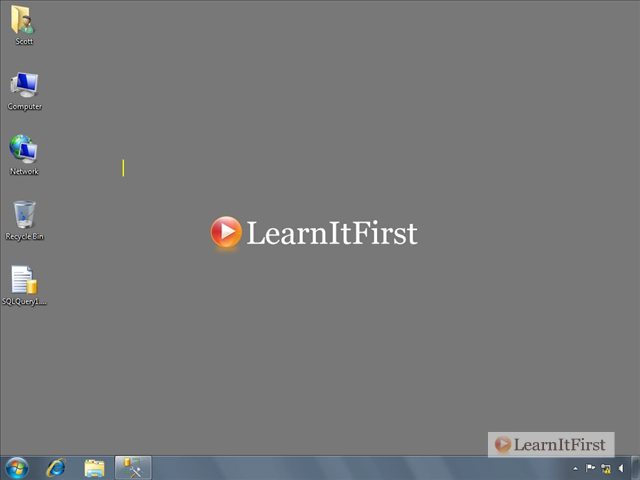 Scott
Computer
Network
LearnItFirst
Recycle Bin
SQLQuery1....
LearnItFirst